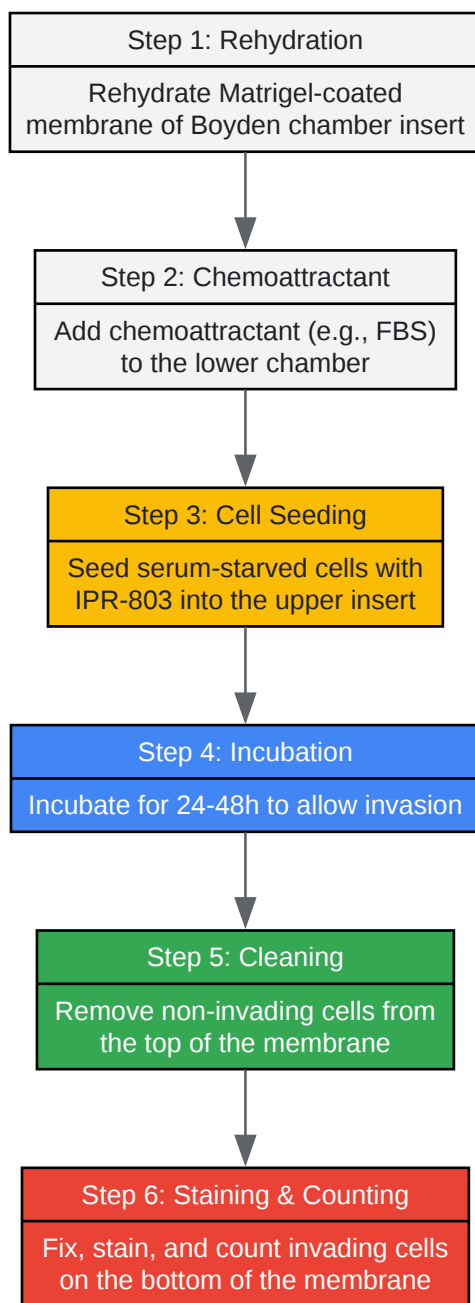 Step 1: Rehydration
Rehydrate Matrigel-coated
membrane of Boyden chamber insert
Step 2: Chemoattractant
Add chemoattractant (e.g., FBS)
to the lower chamber
Step 3: Cell Seeding
Seed serum-starved cells with
IPR-803 into the upper insert
Step 4: Incubation
Incubate for 24-48h to allow invasion
Step 5: Cleaning
Remove non-invading cells from
the top of the membrane
Step 6: Staining & Counting
Fix, stain, and count invading cells
on the bottom of the membrane